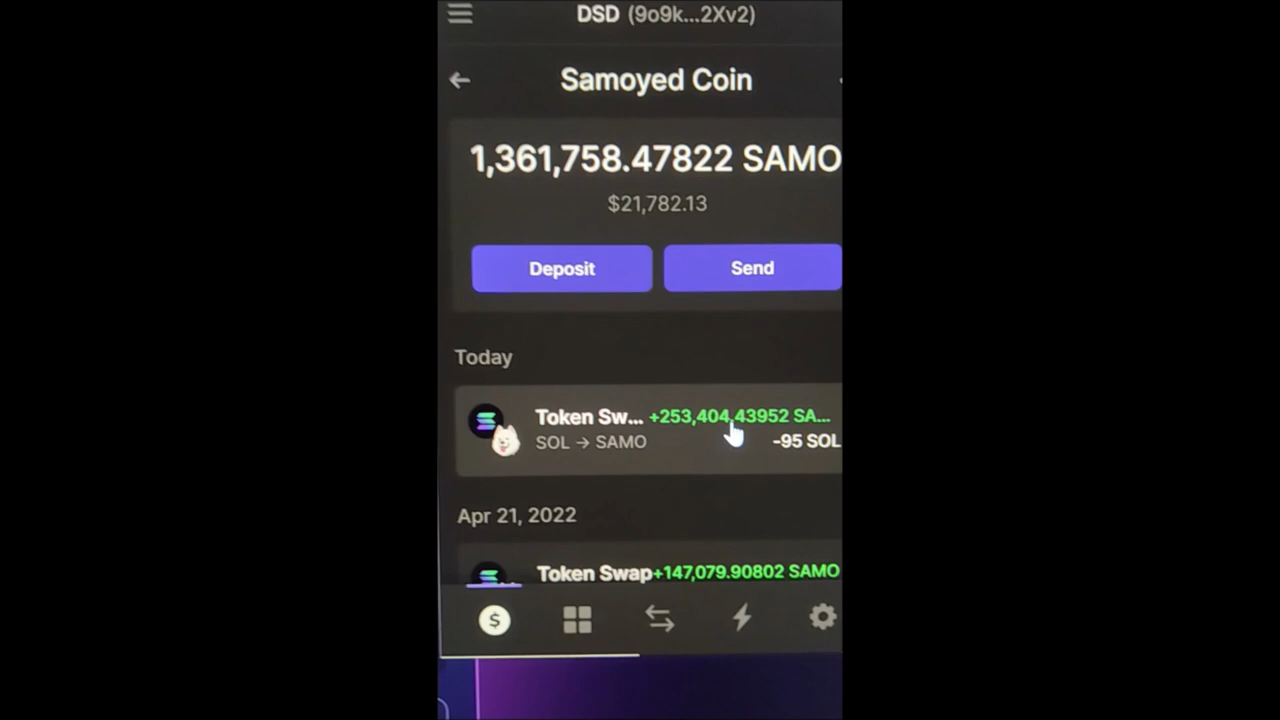 DSD (9o9k...2Xv2)
Samoyed Coin
1,361,758.47822 SAMO
$21,782.13
Deposit
Send
Today
Token Sw... +253,404.43952 SA...
SOL → SAMO
-95 SOL
Apr 21, 2022
Token Swap+147,079.90802 SAMO
$